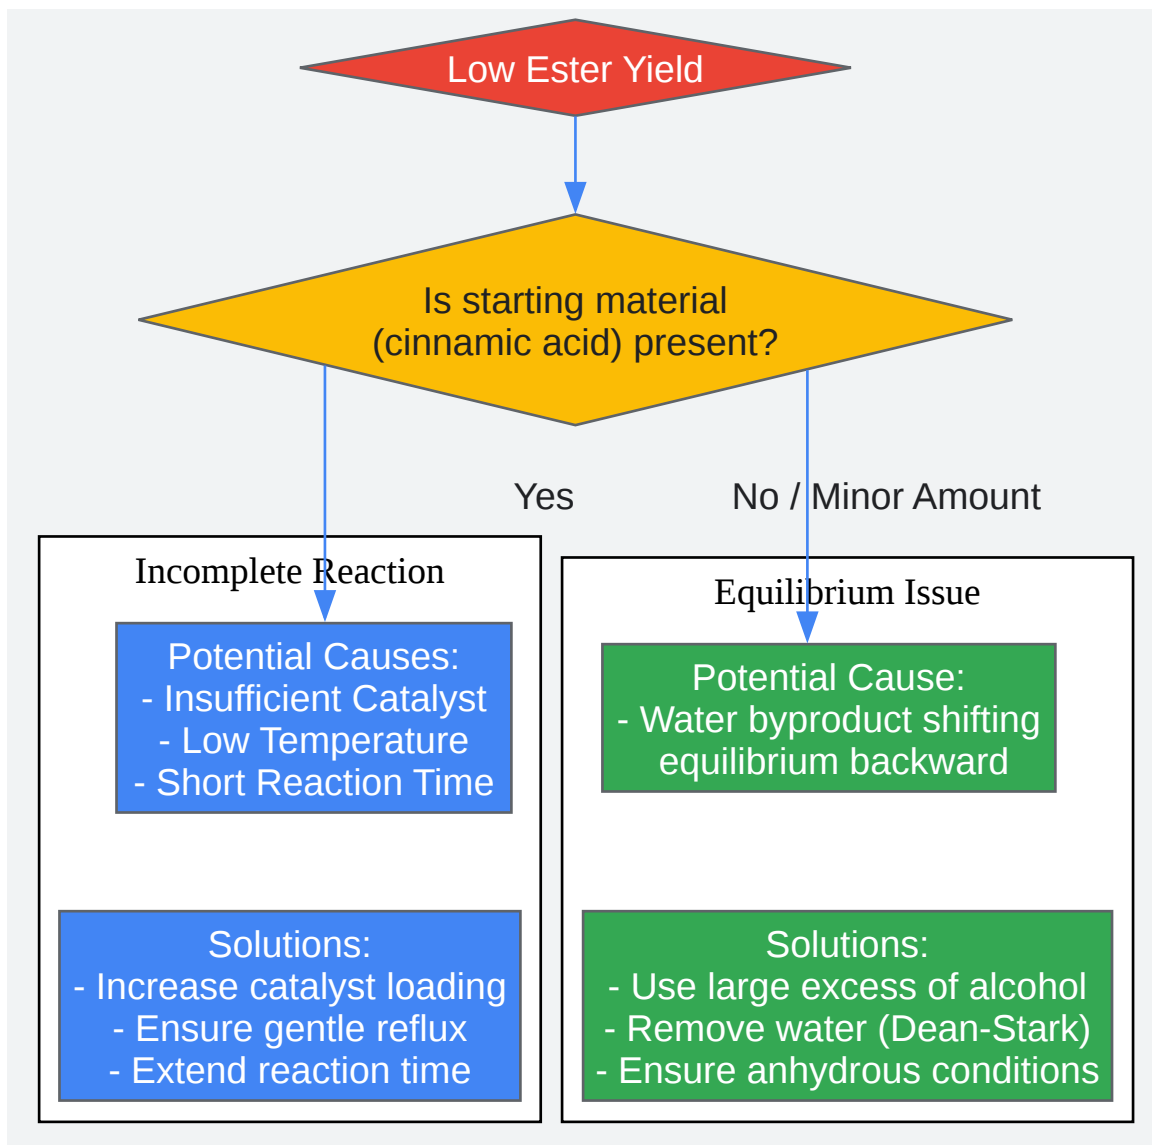 Low Ester Yield
Is starting material
(cinnamic acid) present?
Yes
No / Minor Amount
Incomplete Reaction
Potential Causes:
- Insufficient Catalyst
- Low Temperature
- Short Reaction Time
Solutions:
- Increase catalyst loading
- Ensure gentle reflux
- Extend reaction time
Equilibrium Issue
Potential Cause:
- Water byproduct shifting
equilibrium backward
Solutions:
- Use large excess of alcohol
- Remove water (Dean-Stark)
- Ensure anhydrous conditions